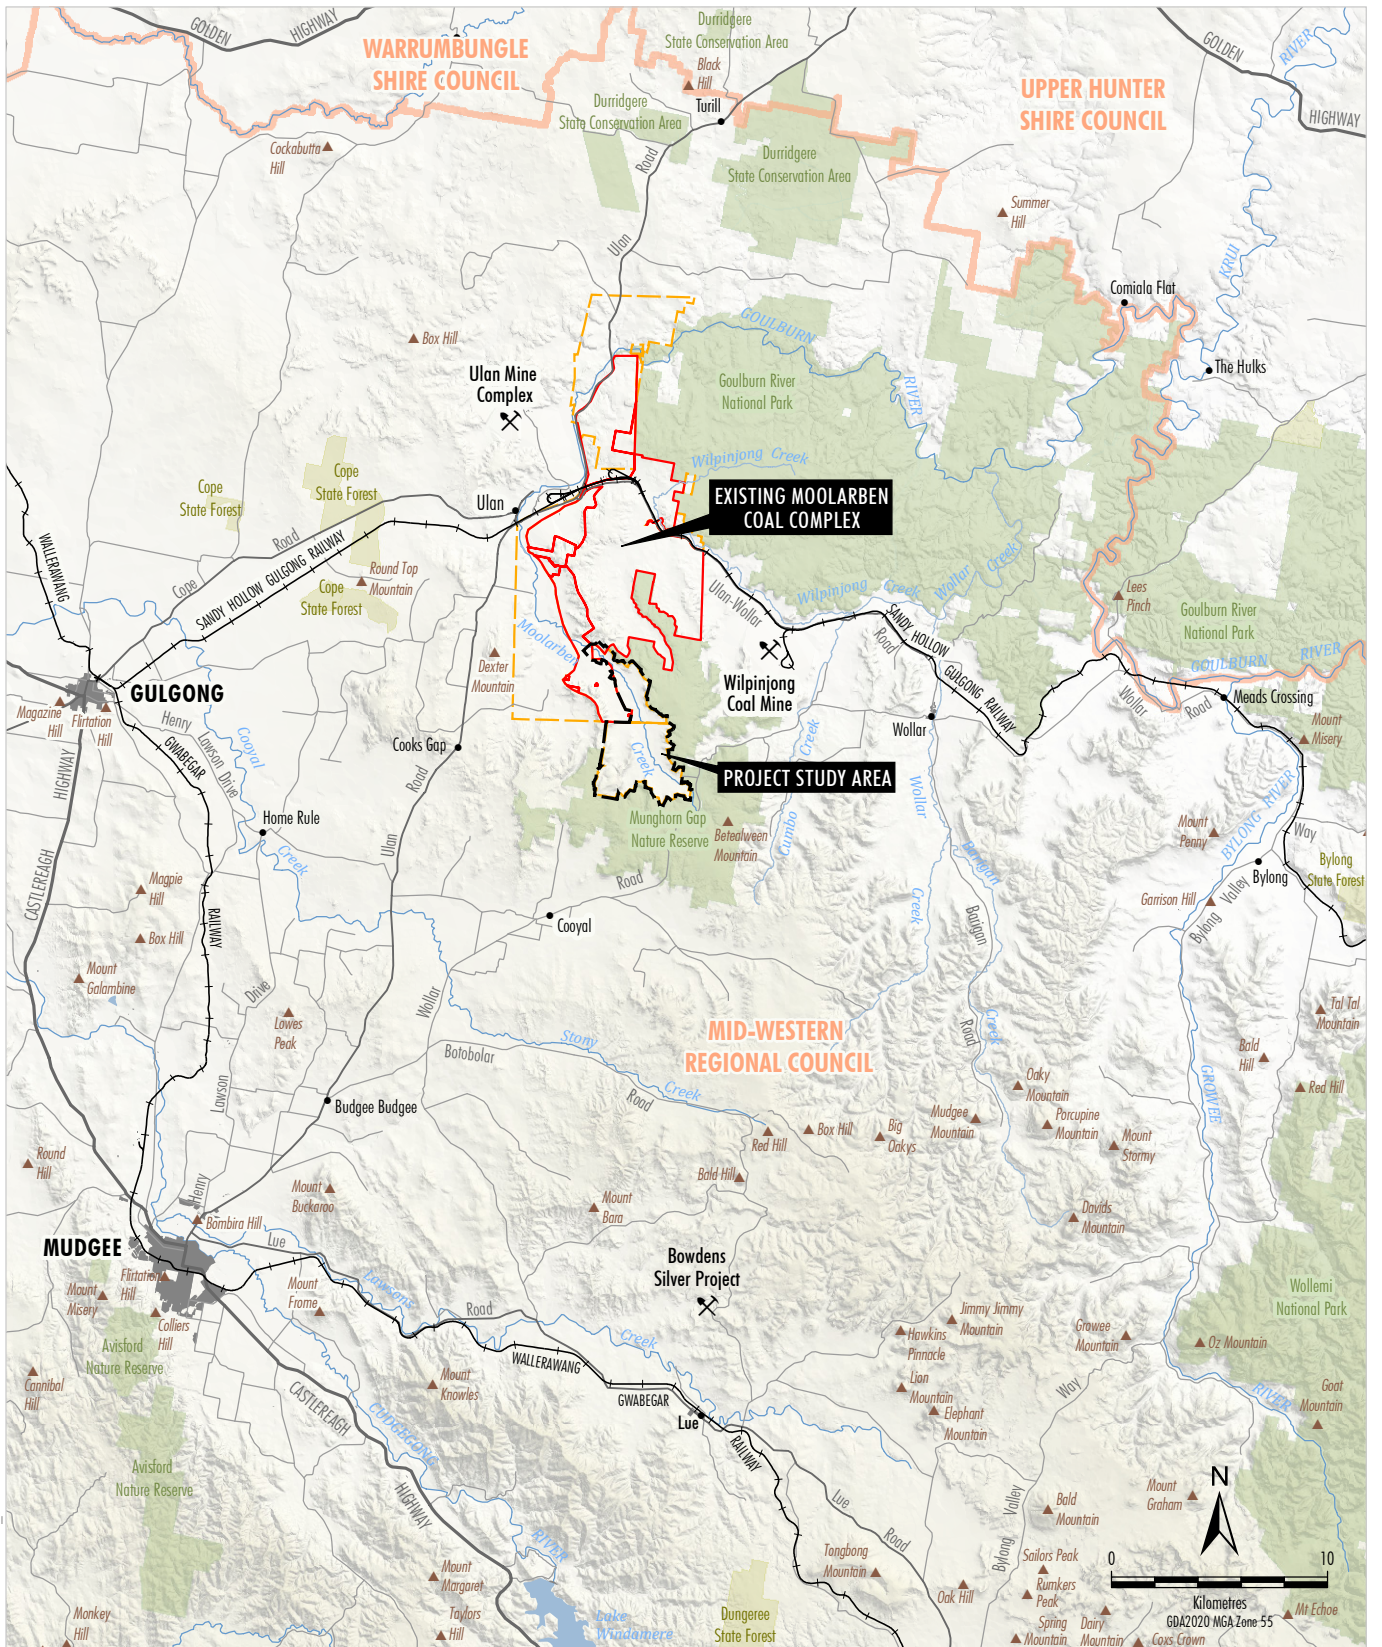 GOLDEN
HIGHWAY
WARRUMBUNGLE
SHIRE COUNCIL
Durridgere
State Conservation Area
Black
Hill
Turill
GOLDEN
HIGHWAY
RIVER
UPPER HUNTER
SHIRE COUNCIL
Durridgere
State Conservation Area
Cockabutta
Hill
Road
Durridgere
State Conservation Area
Summer
Hill
Ulan
KRUI
Comiala Flat
GOULBURN
RIVER
Box Hill
The Hulks
Ulan Mine
Complex
Goulburn River
National Park
Wilpinjong Creek
Cope
State Forest
Cope
State Forest
EXISTING MOOLARBEN
COAL COMPLEX
Ulan
Road
WALLERAWANG
SANDY HOLLOW GULGONG RAILWAY
Cope
Round Top
Mountain
Cope
State Forest
Ulan-Wollar
Wilpinjong Creek
Wollar Creek
Lees
Pinch
Goulburn River
National Park
Moolarben
SANDY HOLLOW
GULGONG RAILWAY
Road
GOULBURN RIVER
Dexter
Mountain
Wilpinjong
Coal Mine
GULGONG
Magazine
Hill
Flirtation
Hill
Henry
Lawson Drive
Cooyal
Wollar
Wollar
Road
Meads Crossing
Mount
Misery
Cooks Gap
Creek
PROJECT STUDY AREA
GWABEGAR
HIGHWAY
Road
Cumbo Creek
Wollar
BYLONG RIVER
Home Rule
Creek
Ulan
Munghorn Gap
Nature Reserve
Betealween
Mountain
Mount
Penny
Way
Bylong
State Forest
Barigan
Bylong
CASTLEREAGH
Magpie
Hill
Road
Garrison Hill
Bylong Valley
Cooyal
Creek
Barigan
RAILWAY
Box Hill
Mount
Galambine
Drive
Wollar
Lowes
Peak
Tal Tal
Mountain
MID-WESTERN
REGIONAL COUNCIL
Stony
Creek
Road
Creek
Botobolar
Road
Bald
Hill
Red Hill
GROWEE
Lawson
Budgee Budgee
Oaky
Mountain
Porcupine
Mountain
Mudgee
Mountain
Big
Oakys
Box Hill
Red Hill
Mount
Stormy
Round
Hill
Bald Hill
Henry
Mount
Buckaroo
Mount
Bara
Davids
Mountain
Bombira Hill
MUDGEE
Lue
Bowdens
Silver Project
Flirtation
Hill
Mount
Misery
Mount
Frome
Lawsons
Road
Creek
Wollemi
National Park
Colliers
Hill
Jimmy Jimmy
Mountain
Hawkins
Pinnacle
Growee
Mountain
Oz Mountain
Avisford
Nature Reserve
WALLERAWANG
GWABEGAR
Cannibal
Hill
Mount
Knowles
Lion
Mountain
Way
RIVER
Goat
Mountain
CASTLEREAGH
CUDGEGONG
Lue
Elephant
Mountain
RAILWAY
Avisford
Nature Reserve
HIGHWAY
Lue
Road
Bylong Valley
Bald
Mountain
Mount
Graham
N
RIVER
Tongbong
Mountain
Sailors Peak
Rumkers
Peak
0
10
Kilometres
GDA2020 MGA Zone 55
Mount
Margaret
Oak Hill
Monkey
Hill
Taylors
Hill
Lake
Windamere
Dungeree
State Forest
Spring
Mountain
Dairy
Mountain
Coxs Crown
Mt Echoe